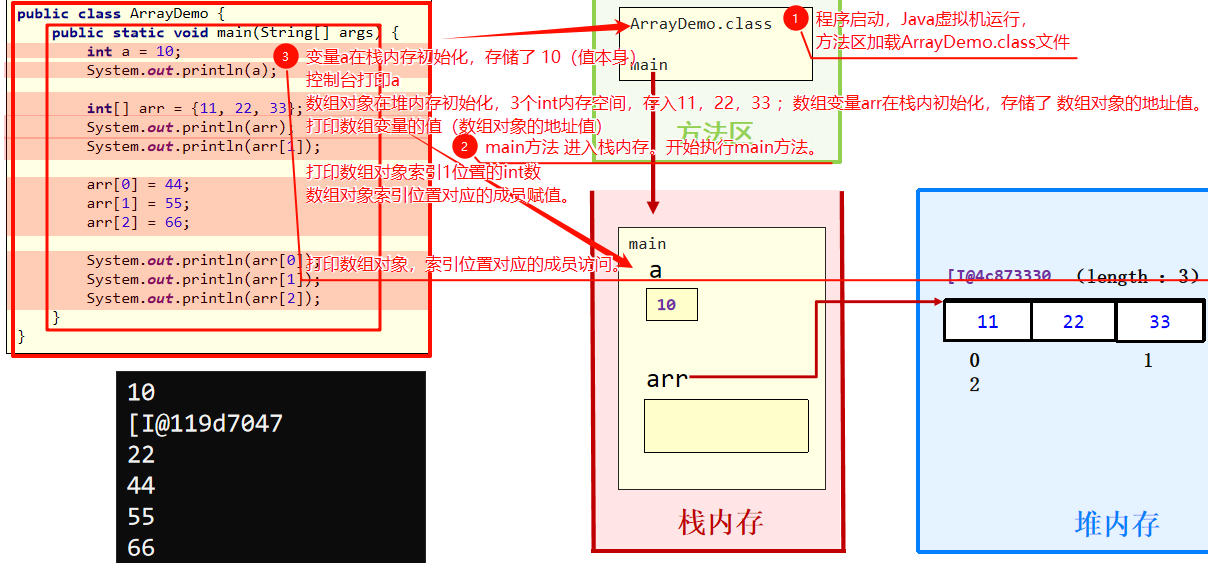 public class ArrayDemo {
public static void main(String[] args) {
int a = 10;
System.out.println(a);
int[] arr = {11, 22, 33};
System.out.println(arr);
System.out.println(arr[1]);
arr[0] = 44;
arr[1] = 55;
arr[2] = 66;
System.out.println(arr[0]);
System.out.println(arr[1]);
System.out.println(arr[2]);
}
}
ArrayDemo.class
main
方法区
1
程序启动，Java虚拟机运行，
方法区加载ArrayDemo.class文件
3
变量a在栈内存初始化，存储了 10（值本身）
控制台打印a
数组对象在堆内存初始化，3个int内存空间，存入11，22，33 ；数组变量arr在栈内初始化，存储了 数组对象的地址值。
打印数组变量的值（数组对象的地址值）
2
main方法 进入栈内存。开始执行main方法。
打印数组对象索引1位置的int数
数组对象索引位置对应的成员赋值。
打印数组对象，索引位置对应的成员访问。
main
a
10
arr
栈内存
[I@4c873330 （length : 3）
11 22 33
0 1
2
堆内存
10
[I@119d7047
22
44
55
66